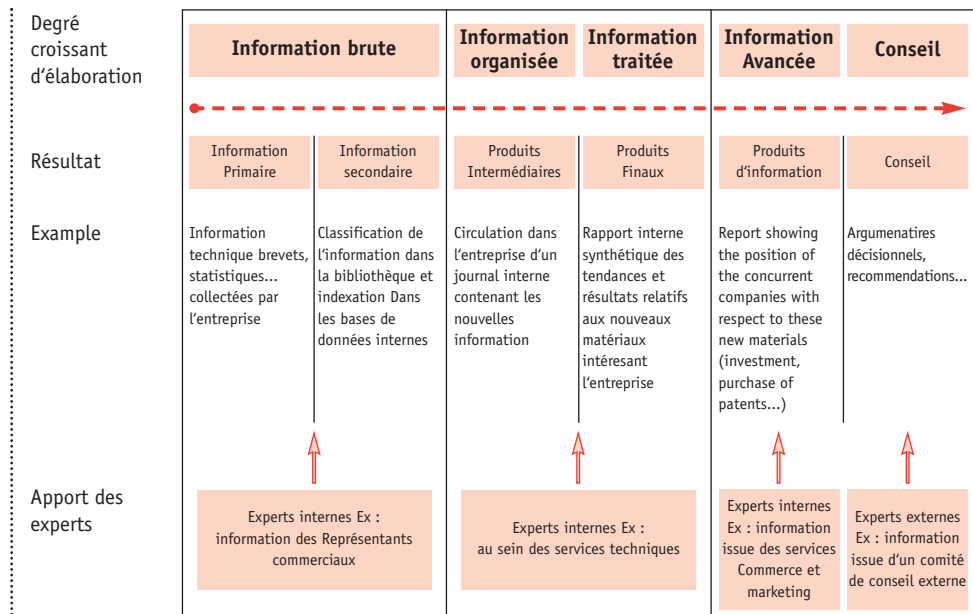 Degré
croissant
d'élaboration
Information brute
Information
organisée
Information
traitée
Information
Avancée
Conseil
Résultat
Information
Primaire
Information
secondaire
Produits
Intermédiaires
Produits
Finaux
Produits
d'information
Conseil
Example
Information
technique brevets,
statistiques...
collectées par
l'entreprise
Classification de
l'information dans
la bibliothèque et
indexation Dans
les bases de
données internes
Circulation dans
l'entreprise d'un
journal interne
contenant les
nouvelles
information
Rapport interne
synthétique des
tendances et
résultats relatifs
aux nouveaux
matériaux
intéresant
l'entreprise
Report showing
the position of
the concurrent
companies with
respect to these
new materials
(investment,
purchase of
patents...)
Argumenatires
décisionnels,
recommendations...
Apport des
experts
Experts internes Ex :
information des Représentants
commerciaux
Experts internes Ex :
au sein des services techniques
Experts internes
Ex : information
issue des services
Commerce et
marketing
Experts externes
Ex : information
issue d'un comité
de conseil externe